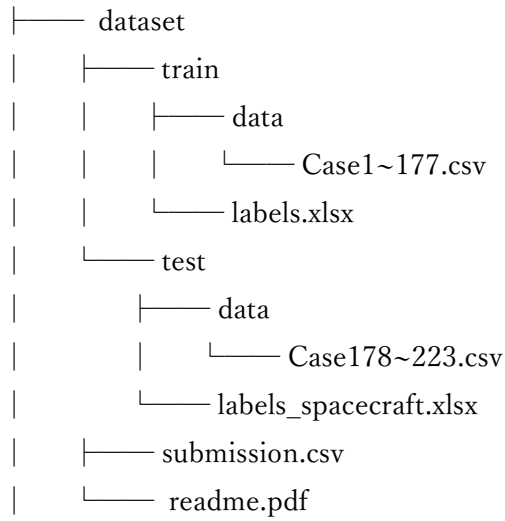 ├── dataset
│ ├── train
│ │ ├── data
│ │ │ └── Case1~177.csv
│ │ └── labels.xlsx
│ └── test
│ ├── data
│ │ └── Case178~223.csv
│ └── labels_spacecraft.xlsx
│ ├── submission.csv
│ └── readme.pdf